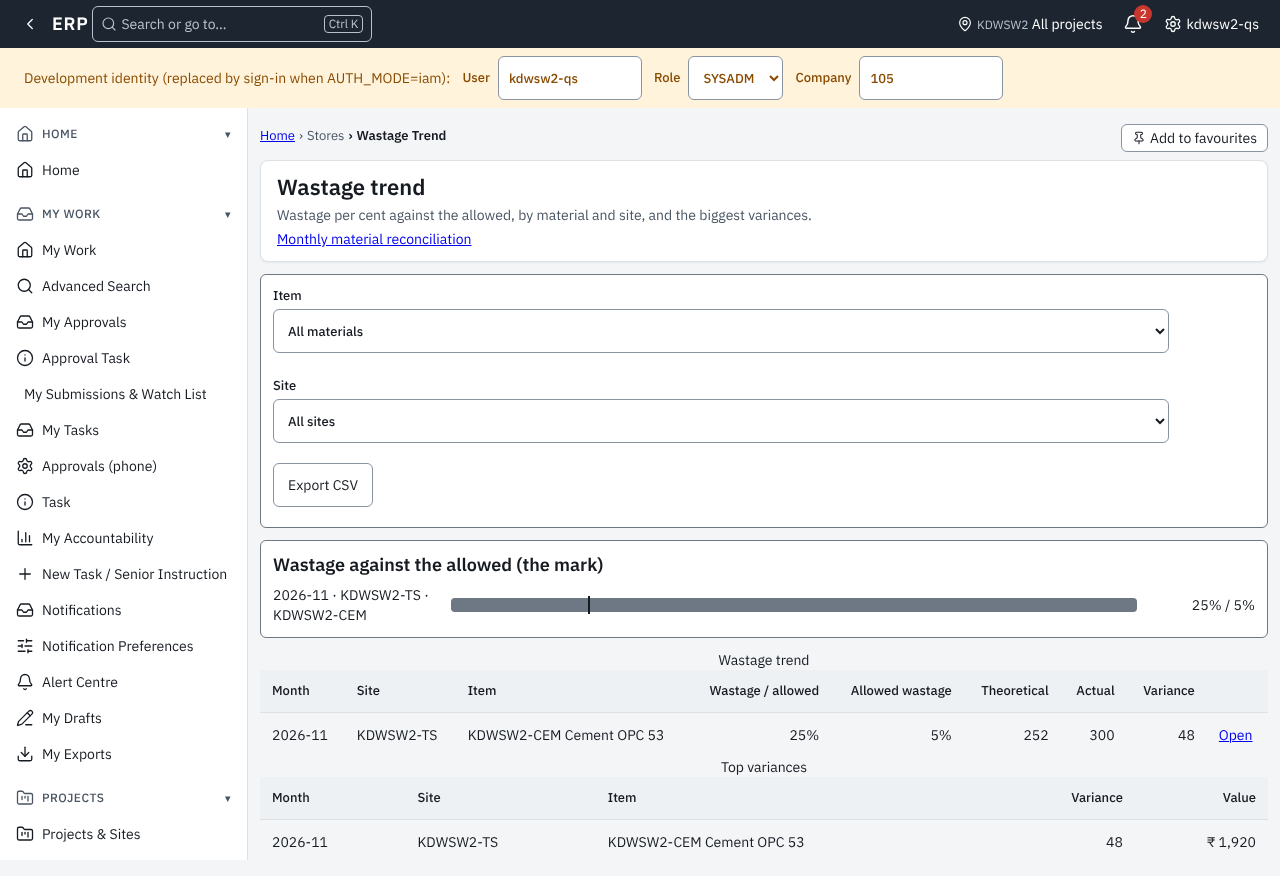 ERP
Search or go to...
Ctrl K
KDWSW2 All projects
2
kdwsw2-qs
Development identity (replaced by sign-in when AUTH_MODE=iam):
User
kdwsw2-qs
Role
SYSADM
Company
105
HOME
Home
MY WORK
My Work
Advanced Search
My Approvals
Approval Task
My Submissions & Watch List
My Tasks
Approvals (phone)
Task
My Accountability
New Task / Senior Instruction
Notifications
Notification Preferences
Alert Centre
My Drafts
My Exports
PROJECTS
Projects & Sites
Home › Stores › Wastage Trend
Add to favourites
Wastage trend
Wastage per cent against the allowed, by material and site, and the biggest variances.
Monthly material reconciliation
Item
All materials
Site
All sites
Export CSV
Wastage against the allowed (the mark)
2026-11 · KDWSW2-TS ·
KDWSW2-CEM
25% / 5%
Wastage trend
Month Site Item Wastage / allowed Allowed wastage Theoretical Actual Variance
2026-11 KDWSW2-TS KDWSW2-CEM Cement OPC 53 25% 5% 252 300 48 Open
Top variances
Month Site Item Variance Value
2026-11 KDWSW2-TS KDWSW2-CEM Cement OPC 53 48 ₹ 1,920